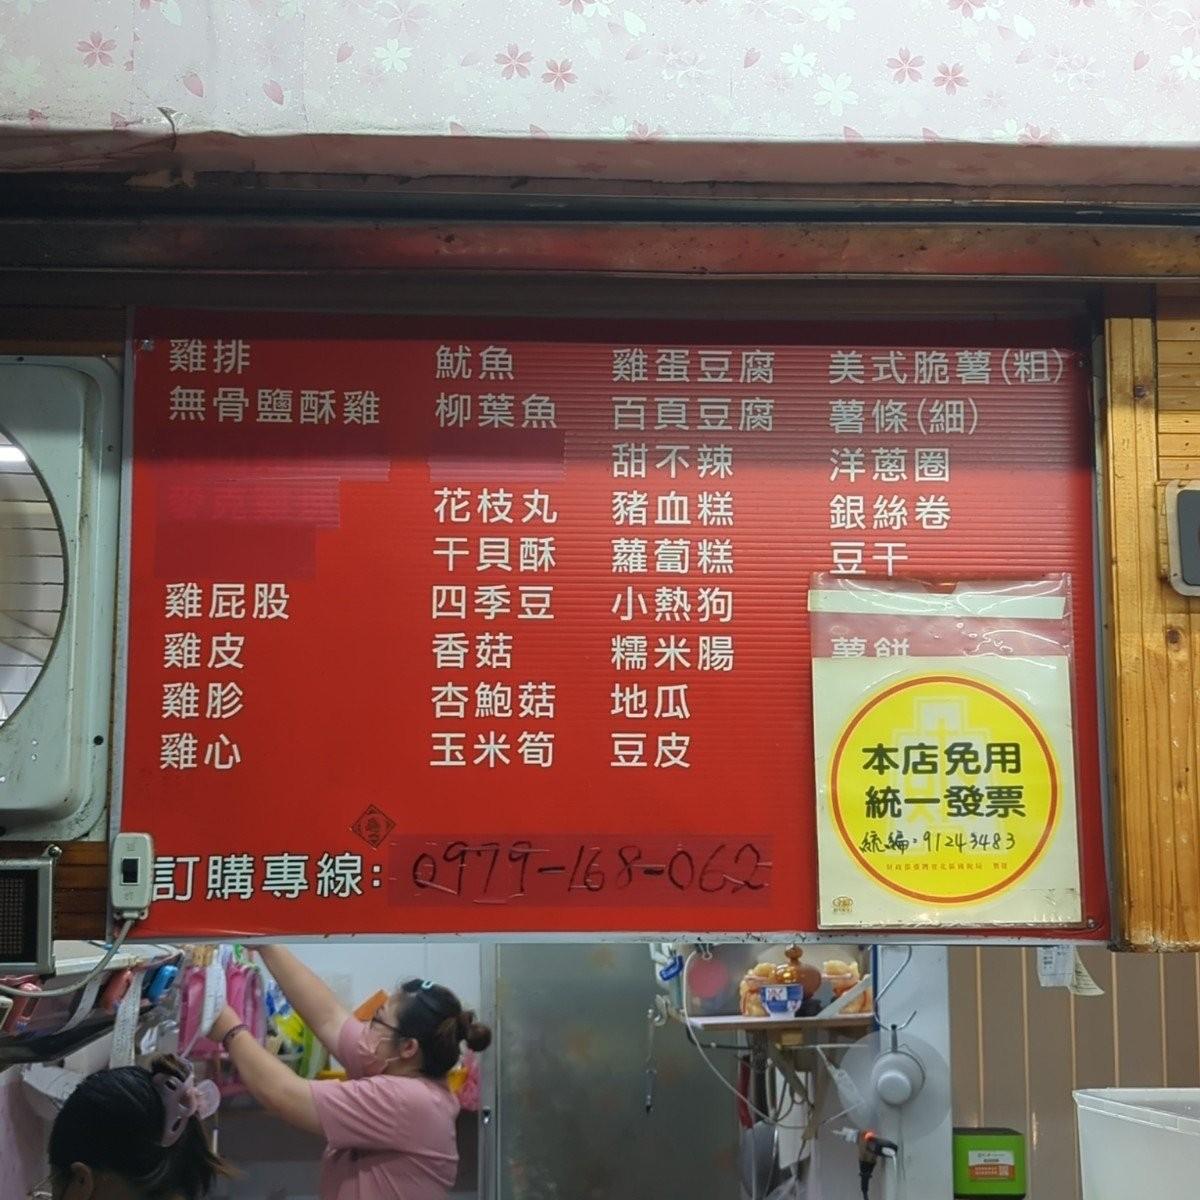 雞排
無骨鹽酥雞
雞屁股
雞皮
雞胗
雞心
魷魚
柳葉魚
花枝丸
干貝酥
四季豆
香菇
杏鮑菇
玉米筍
雞蛋豆腐
百頁豆腐
甜不辣
豬血糕
蘿蔔糕
小熱狗
糯米腸
地瓜
豆皮
美式脆薯(粗)
薯條(細)
洋蔥圈
銀絲卷
豆干
薯餅
本店免用
統一發票
統編:91243483
訂購專線: 0979-168-062